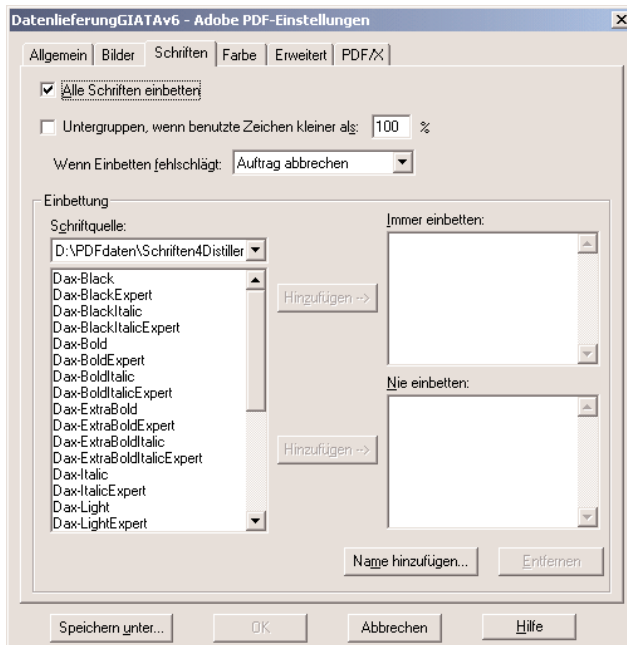 DatenlieferungGIATAv6 - Adobe PDF-Einstellungen
Allgemein Bilder Schriften Farbe Erweitert PDF/X
Alle Schriften einbetten
Untergruppen, wenn benutzte Zeichen kleiner als: 100 %
Wenn Einbetten fehlschlägt: Auftrag abbrechen
Einbettung
Schriftquelle:
D:\PDFdaten\Schriften4Distiller
Dax-Black
Dax-BlackExpert
Dax-BlackItalic
Dax-BlackItalicExpert
Dax-Bold
Dax-BoldExpert
Dax-BoldItalic
Dax-BoldItalicExpert
Dax-ExtraBold
Dax-ExtraBoldExpert
Dax-ExtraBoldItalic
Dax-ExtraBoldItalicExpert
Dax-Italic
Dax-ItalicExpert
Dax-Light
Dax-LightExpert
Hinzufügen -->
Hinzufügen -->
Immer einbetten:
Nie einbetten:
Name hinzufügen... Entfernen
Speichern unter... OK Abbrechen Hilfe